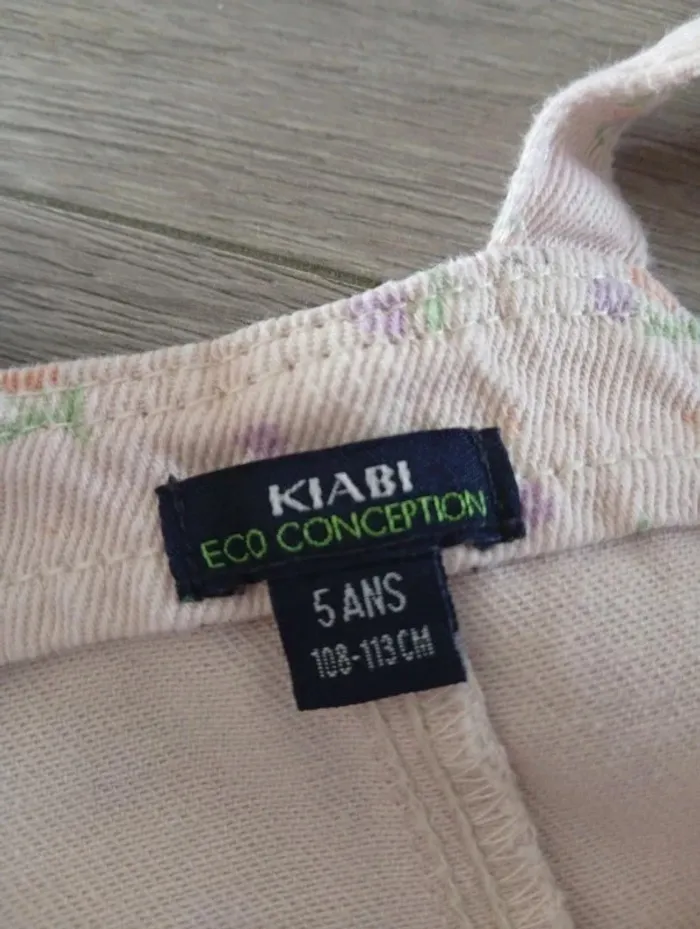 KIABI
ECO CONCEPTION
5 ANS
108-113CM